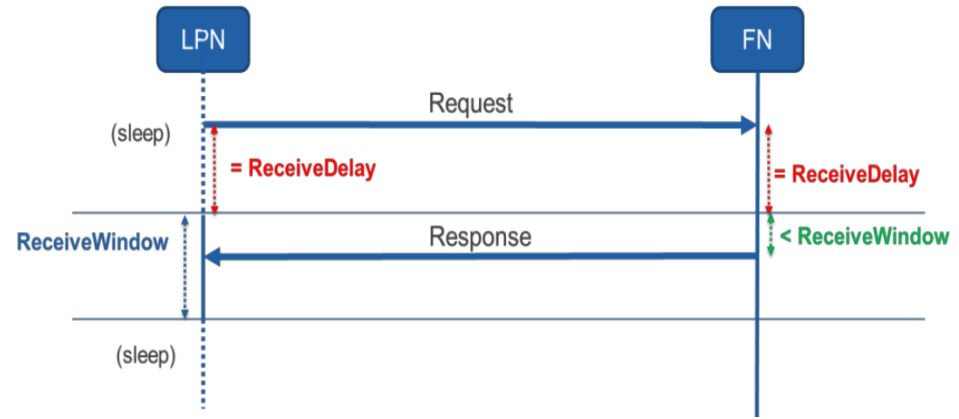 LPN
FN
Request
(sleep)
= ReceiveDelay
= ReceiveDelay
ReceiveWindow
Response
< ReceiveWindow
(sleep)